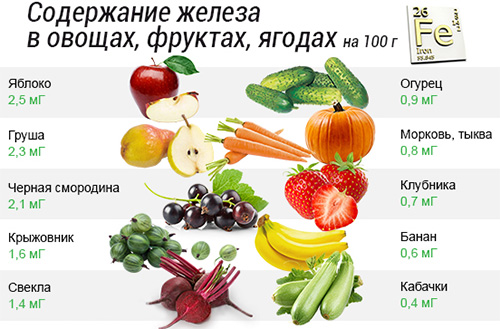 Содержание железа
в овощах, фруктах, ягодах на 100 г
26
Fe
Iron
Яблоко
2,5 мГ
Груша
2,3 мГ
Черная смородина
2,1 мГ
Крыжовник
1,6 мГ
Свекла
1,4 мГ
Огурец
0,9 мГ
Морковь, тыква
0,8 мГ
Клубника
0,7 мГ
Банан
0,6 мГ
Кабачки
0,4 мГ